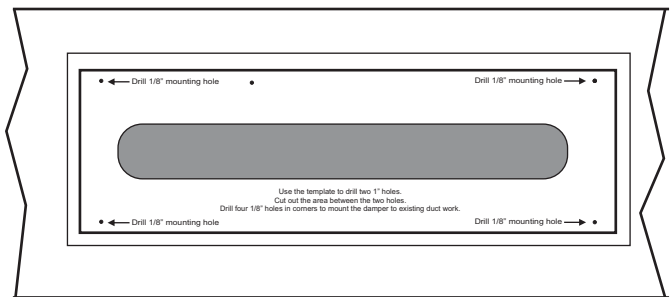 Drill 1/8" mounting hole
Drill 1/8" mounting hole
Use the template to drill two 1" holes.
Cut out the area between the two holes.
Drill four 1/8" holes in corners to mount the damper to existing duct work.
Drill 1/8" mounting hole
Drill 1/8" mounting hole